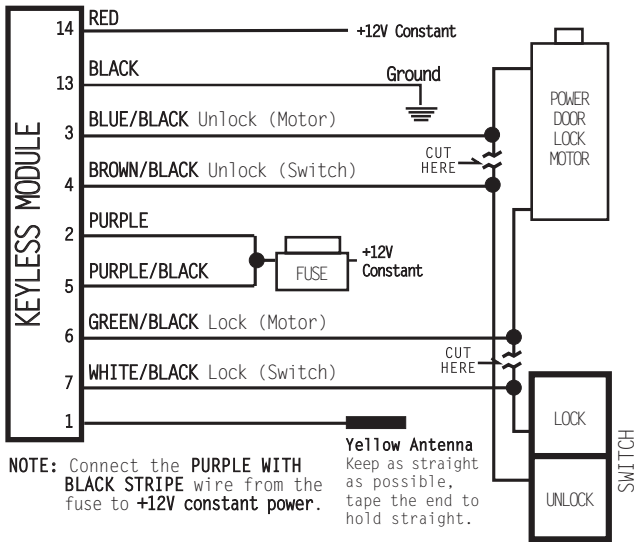 KEYLESS MODULE
14 RED
+12V Constant
13 BLACK
Ground
3 BLUE/BLACK Unlock (Motor)
CUT
HERE
4 BROWN/BLACK Unlock (Switch)
POWER
DOOR
LOCK
MOTOR
2 PURPLE
5 PURPLE/BLACK
FUSE
+12V
Constant
6 GREEN/BLACK Lock (Motor)
CUT
HERE
7 WHITE/BLACK Lock (Switch)
1
LOCK
UNLOCK
SWITCH
Yellow Antenna
Keep as straight
as possible,
tape the end to
hold straight.
NOTE: Connect the PURPLE WITH
BLACK STRIPE wire from the
fuse to +12V constant power.